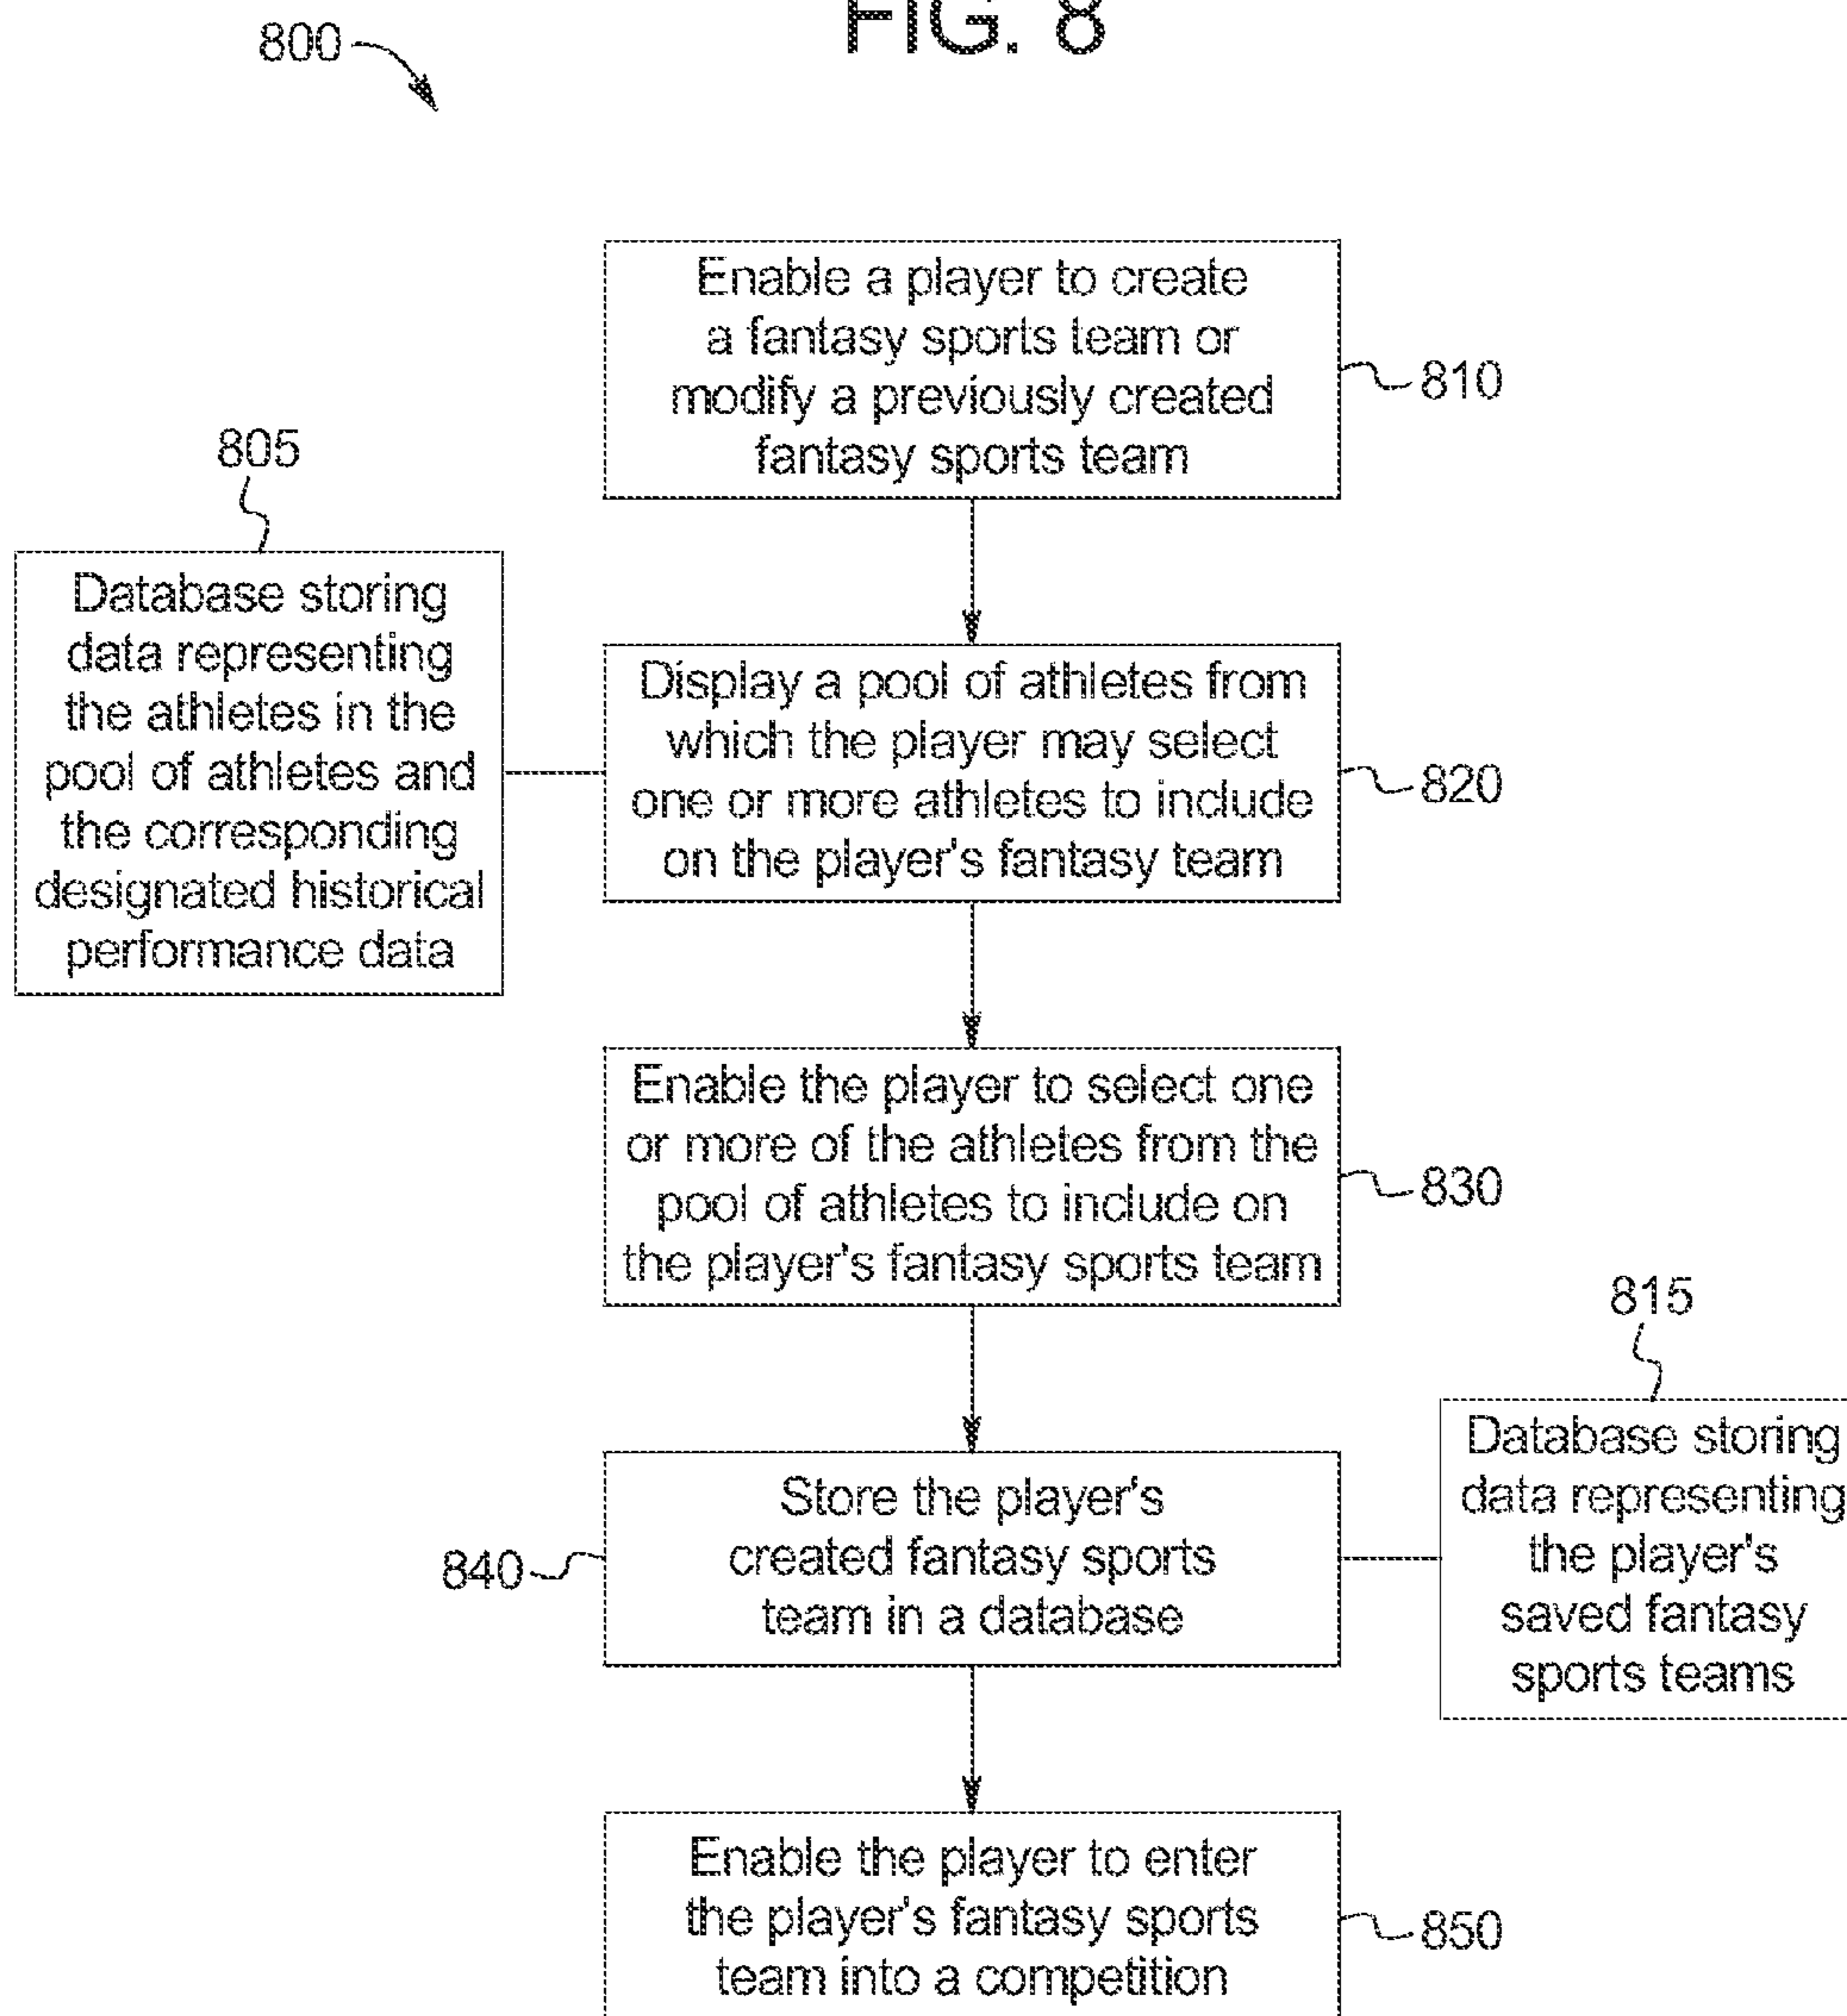 FIG. 8
800
Enable a player to create
a fantasy sports team or
modify a previously created
fantasy sports team
810
805
Database storing
data representing
the athletes in the
pool of athletes and
the corresponding
designated historical
performance data
Display a pool of athletes from
which the player may select
one or more athletes to include
on the player's fantasy team
820
Enable the player to select one
or more of the athletes from the
pool of athletes to include on
the player's fantasy sports team
830
815
Database storing
data representing
the player's
saved fantasy
sports teams
Store the player's
created fantasy sports
team in a database
840
Enable the player to enter
the player's fantasy sports
team into a competition
850